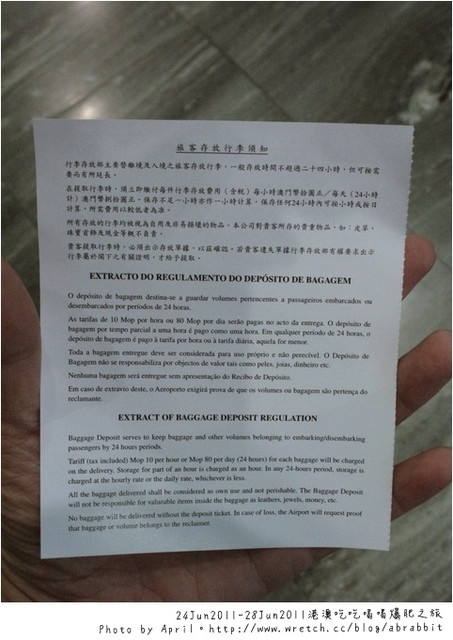 旅客存放行李須知
行李存放部主要替離境及入境之旅客存放行李，一般存放時間不超過二十四小時，但可按需
要而有所延長。
在提取行李時，須立即繳付每件行李存放費用（含稅）每小時澳門幣拾圓正／每天（24小時
計）澳門幣捌拾圓正。保存不足一小時亦作一小時計算，保存任何24小時內可按小時或按日
計算，所需費用以較低者為準。
所有存放的行李均被視為自用及非易損壞的物品，本公司對貴客所存的貴重物品，如：皮草、
珠寶首飾及現金等概不負責。
貴客提取行李時，必須出示存放單據，以茲確認。若貴客遺失單據行李存放部有權要求出示
行李屬於閣下之有關證明，才給予提取。
EXTRACTO DO REGULAMENTO DO DEPÓSITO DE BAGAGEM
O depósito de bagagem destina-se a guardar volumes pertencentes a passageiros embarcados ou
desembarcados por períodos de 24 horas.
As tarifas de 10 Mop por hora ou 80 Mop por dia serão pagas no acto da entrega. O depósito de
bagagem por tempo parcial a uma hora é pago como uma hora. Em qualquer período de 24 horas, o
depósito de bagagem é pago à tarifa por hora ou à tarifa diária, aquela for menor.
Toda a bagagem entregue deve ser considerada para uso próprio e não perecível. O Depósito de
Bagagem não se responsabiliza por objectos de valor tais como peles, joias, dinheiro etc.
Nenhuma bagagem será entregue sem apresentação do Recibo de Depósito.
Em caso de extravio deste, o Aeroporto exigirá prova de que os volumes ou bagagem são pertença do
reclamante.
EXTRACT OF BAGGAGE DEPOSIT REGULATION
Baggage Deposit serves to keep baggage and other volumes belonging to embarking/disembarking
passengers by 24 hours periods.
Tariff (tax included) Mop 10 per hour or Mop 80 per day (24 hours) for each baggage will be charged
on the delivery. Storage for part of an hour is charged as an hour. In any 24-hour period, storage is
charged at the hourly rate or the daily rate, whichever is less.
All the baggage delivered shall be considered as own use and not perishable. The Baggage Deposit
will not be responsible for valuable items inside the baggage as leathers, jewels, money, etc.
No baggage will be delivered without the deposit ticket. In case of loss, the Airport will request proof
that baggage or volume belongs to the reclaimer.
24Jun2011-28Jun2011港澳吃吃喝喝爆肥之旅
Photo by April。http://www.wretch.cc/blog/abrabbit